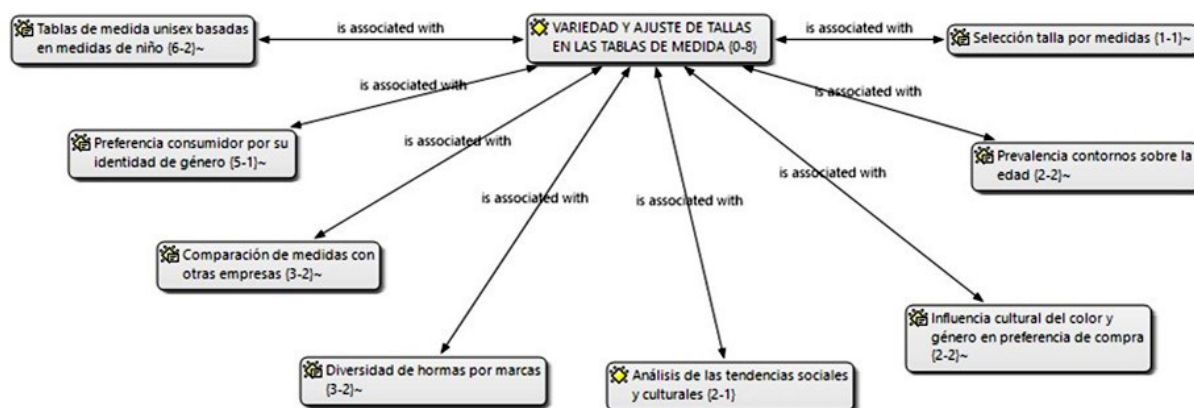 Tablas de medida unisex basadas
en medidas de niño {6-2}~
is associated with
VARIEDAD Y AJUSTE DE TALLAS
EN LAS TABLAS DE MEDIDA {0-8}
is associated with
Selección talla por medidas {1-1}~
is associated with
is associated with
Preferencia consumidor por su
identidad de género {5-1}~
is associated with
Prevalencia contornos sobre la
edad {2-2}~
is associated with
is associated with
is associated with
Comparación de medidas con
otras empresas {3-2}~
Influencia cultural del color y
género en preferencia de compra
{2-2}~
Diversidad de hormas por marcas
{3-2}~
Análisis de las tendencias sociales
y culturales {2-1}